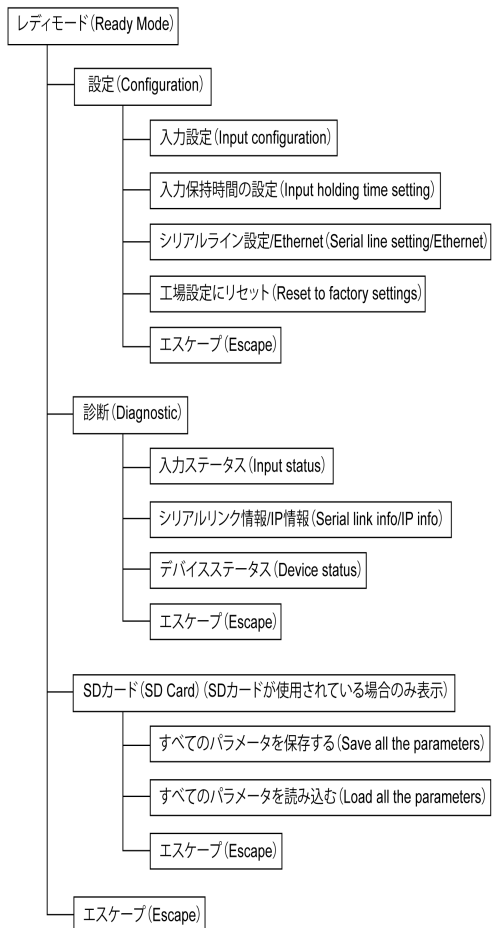 レディモード（Ready Mode）
設定（Configuration）
入力設定（Input configuration）
入力保持時間の設定（Input holding time setting）
シリアルライン設定/Ethernet（Serial line setting/Ethernet）
工場設定にリセット（Reset to factory settings）
エスケープ（Escape）
診断（Diagnostic）
入力ステータス（Input status）
シリアルリンク情報/IP情報（Serial link info/IP info）
デバイスステータス（Device status）
エスケープ（Escape）
SDカード（SD Card）（SDカードが使用されている場合のみ表示）
すべてのパラメータを保存する（Save all the parameters）
すべてのパラメータを読み込む（Load all the parameters）
エスケープ（Escape）
エスケープ（Escape）